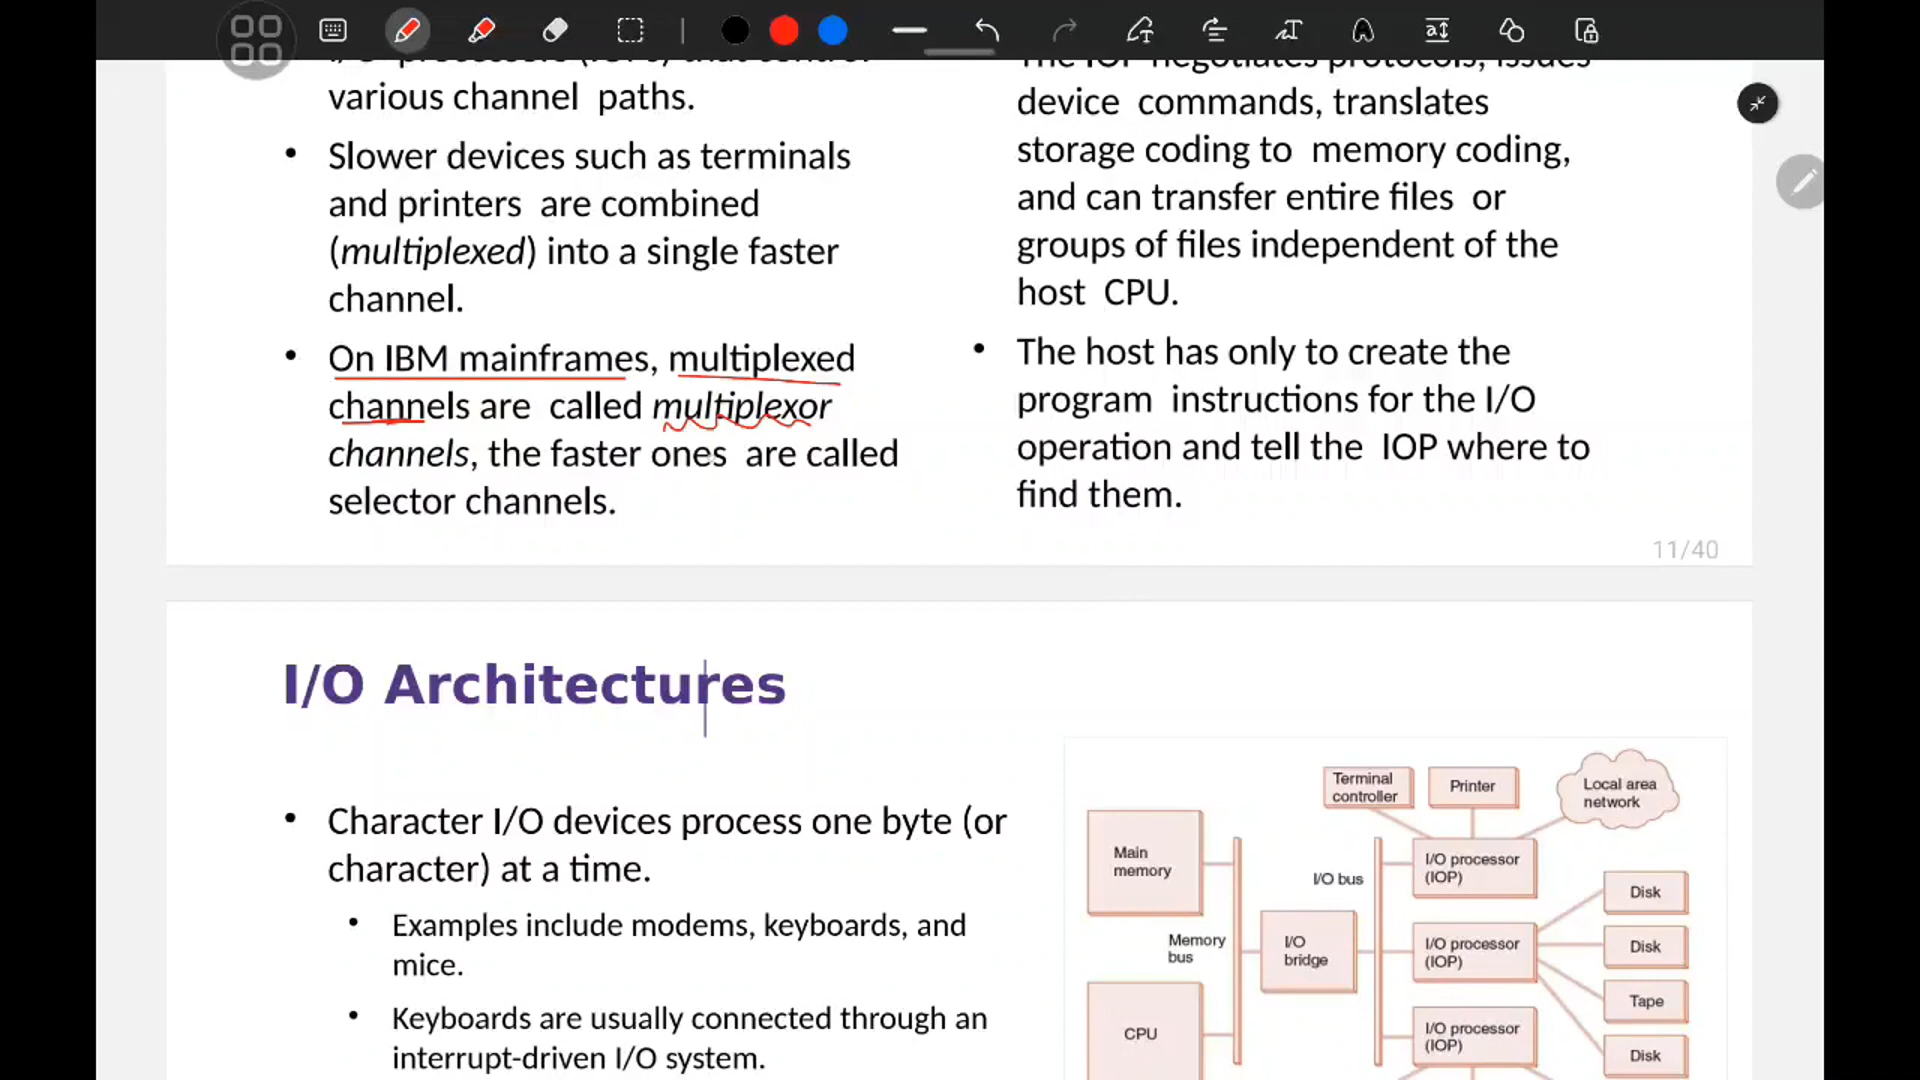 various channel paths.
• Slower devices such as terminals
and printers are combined
(multiplexed) into a single faster
channel.
• On IBM mainframes, multiplexed
channels are called multiplexor
channels, the faster ones are called
selector channels.
The IOP negotiates protocols, issues
device commands, translates
storage coding to memory coding,
and can transfer entire files or
groups of files independent of the
host CPU.
• The host has only to create the
program instructions for the I/O
operation and tell the IOP where to
find them.
11/40
I/O Architectures
• Character I/O devices process one byte (or
character) at a time.
• Examples include modems, keyboards, and
mice.
• Keyboards are usually connected through an
interrupt-driven I/O system.
Terminal
controller
Printer
Local area
network
Main
memory
I/O bus
I/O processor
(IOP)
Disk
Memory
bus
I/O
bridge
I/O processor
(IOP)
Disk
Tape
CPU
I/O processor
(IOP)
Disk